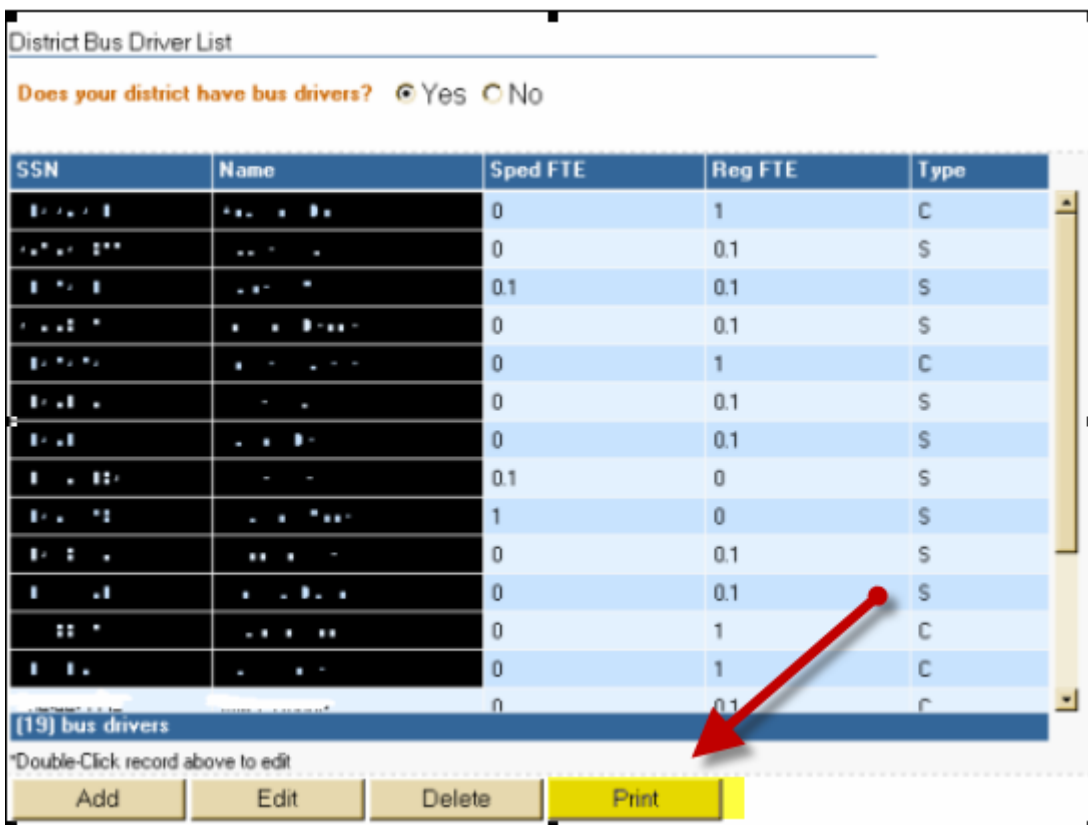 District Bus Driver List
Does your district have bus drivers? Yes No
SSN Name Sped FTE Reg FTE Type
0 1 C
0 0.1 S
0.1 0.1 S
0 0.1 S
0 1 C
0 0.1 S
0 0.1 S
0.1 0 S
1 0 S
0 0.1 S
0 0.1 S
0 1 C
0 1 C
0 0.1 C
(19) bus drivers
*Double-Click record above to edit
Add Edit Delete Print